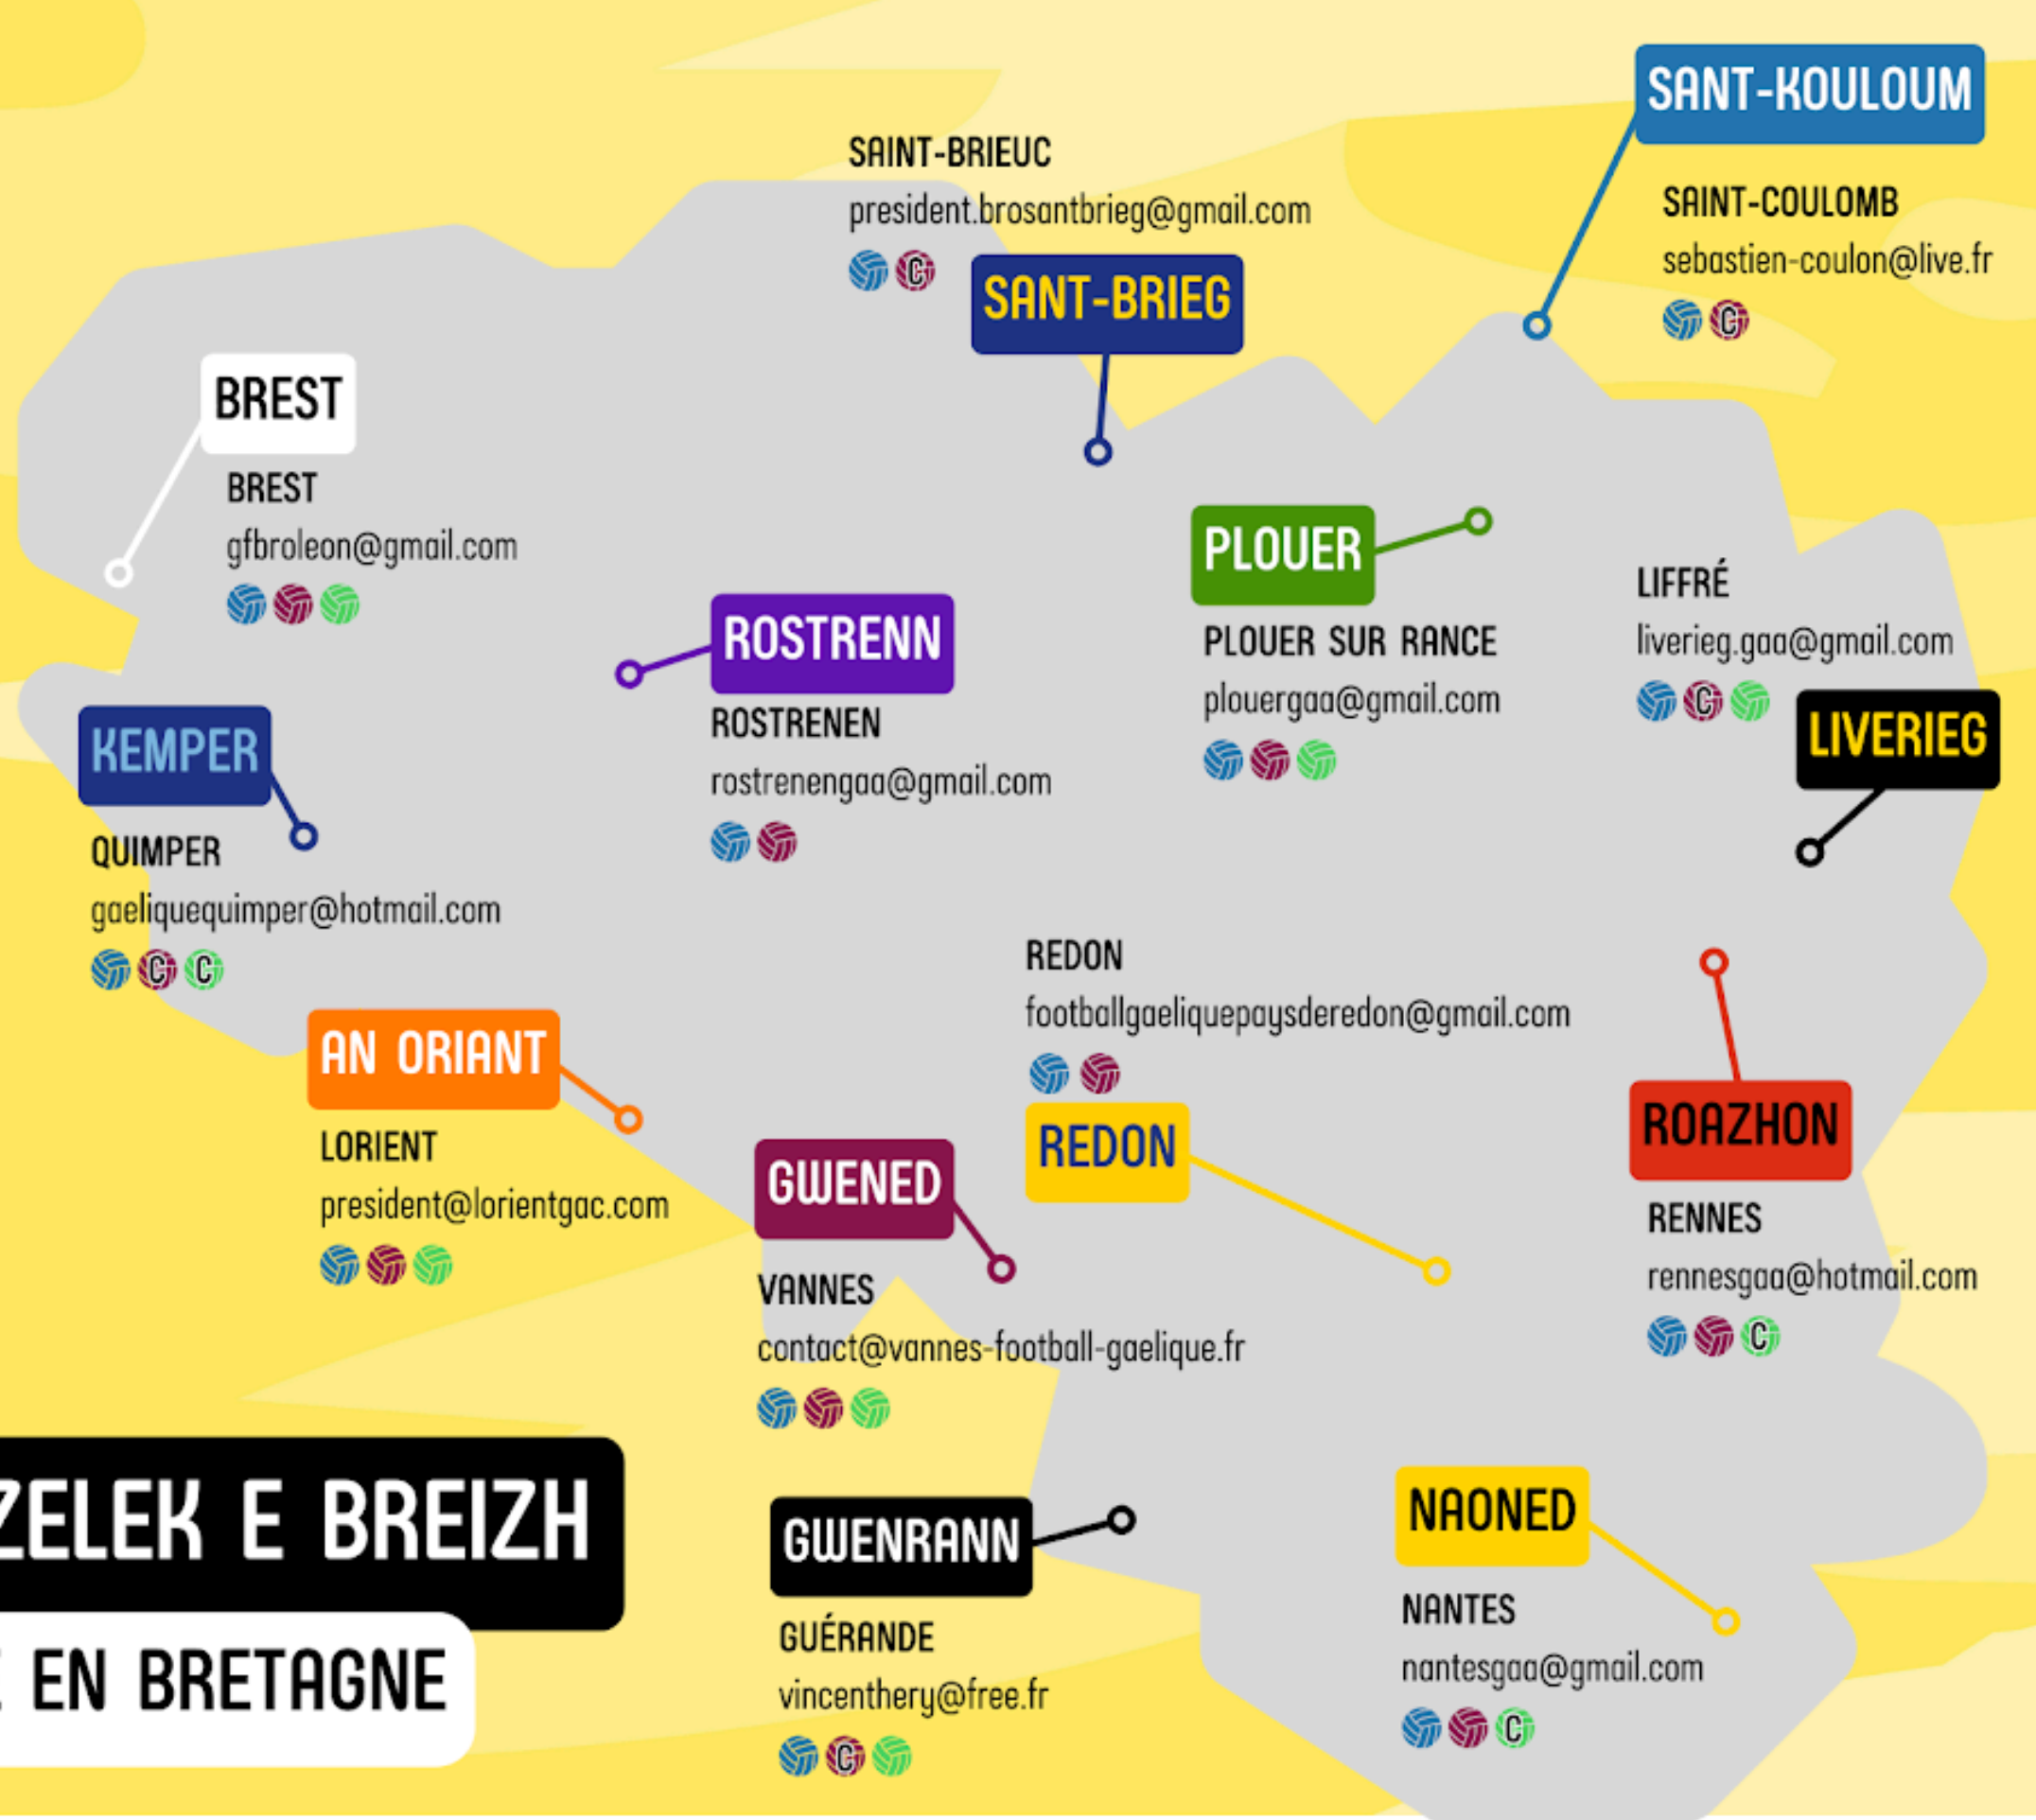 SANT-KOULOUM
SAINT-COULOMB
sebastien-coulon@live.fr
C
SAINT-BRIEUC
president.brosantbrieg@gmail.com
C
SANT-BRIEG
BREST
BREST
gfbroleon@gmail.com
PLOUER
PLOUER SUR RANCE
plouergaa@gmail.com
LIFFRÉ
liverieg.gaa@gmail.com
C
LIVERIEG
ROSTRENN
ROSTRENEN
rostrenengaa@gmail.com
KEMPER
QUIMPER
gaeliquequimper@hotmail.com
C C
REDON
footballgaeliquepaysderedon@gmail.com
REDON
AN ORIANT
LORIENT
president@lorientgac.com
ROAZHON
RENNES
rennesgaa@hotmail.com
C
GWENED
VANNES
contact@vannes-football-gaelique.fr
ZELEK E BREIZH
EN BRETAGNE
GWENRANN
GUÉRANDE
vincenthery@free.fr
C
NAONED
NANTES
nantesgaa@gmail.com
C